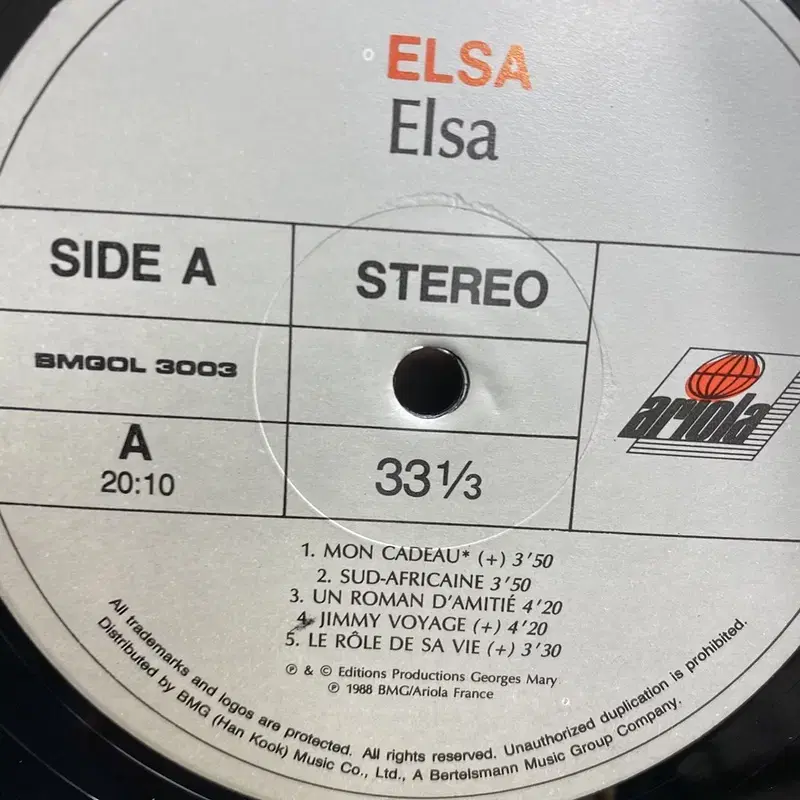 ELSA
Elsa
SIDE A
STEREO
BMGOL 3003
ariola
A
20:10
33 1/3
1. MON CADEAU* (+) 3'50
2. SUD-AFRICAINE 3'50
3. UN ROMAN D'AMITIÉ 4'20
4. JIMMY VOYAGE (+) 4'20
5. LE RÔLE DE SA VIE (+) 3'30
℗ & © Editions Productions Georges Mary
℗ 1988 BMG/Ariola France
All trademarks and logos are protected. All rights reserved. Unauthorized duplication is prohibited.
Distributed by BMG (Han Kook) Music Co., Ltd., A Bertelsmann Music Group Company.